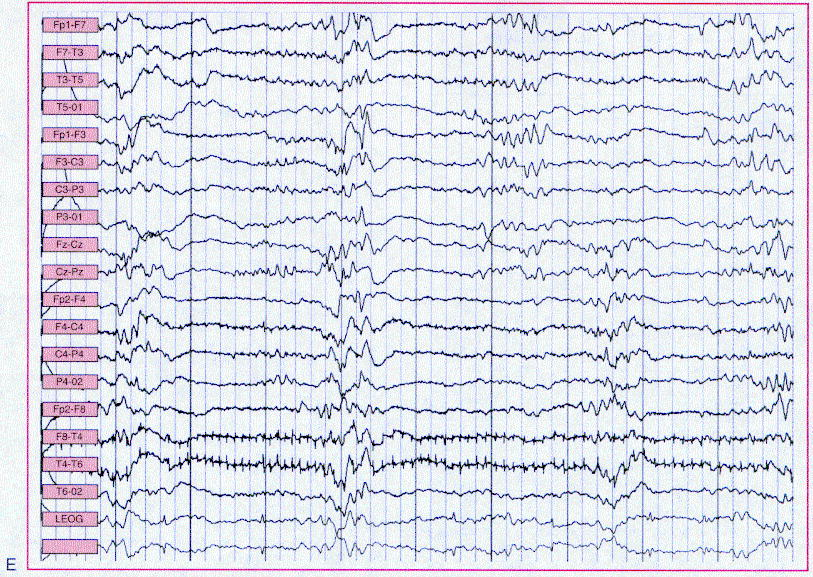 Fp1-F7
F7-T3
T3-T5
T5-01
Fp1-F3
F3-C3
C3-P3
P3-01
Fz-Cz
Cz-Pz
Fp2-F4
F4-C4
C4-P4
P4-02
Fp2-F8
F8-T4
T4-T6
T6-02
LEOG
E